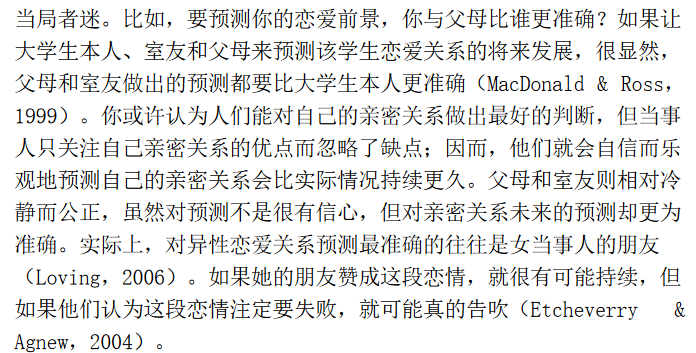 当局者迷。比如，要预测你的恋爱前景，你与父母比谁更准确？如果让
大学生本人、室友和父母来预测该学生恋爱关系的将来发展，很显然，
父母和室友做出的预测都要比大学生本人更准确（MacDonald & Ross，
1999）。你或许认为人们能对自己的亲密关系做出最好的判断，但当事
人只关注自己亲密关系的优点而忽略了缺点；因而，他们就会自信而乐
观地预测自己的亲密关系会比实际情况持续更久。父母和室友则相对冷
静而公正，虽然对预测不是很有信心，但对亲密关系未来的预测却更为
准确。实际上，对异性恋爱关系预测最准确的往往是女当事人的朋友
（Loving，2006）。如果她的朋友赞成这段恋情，就很有可能持续，但
如果他们认为这段恋情注定要失败，就可能真的告吹（Etcheverry &
Agnew，2004）。